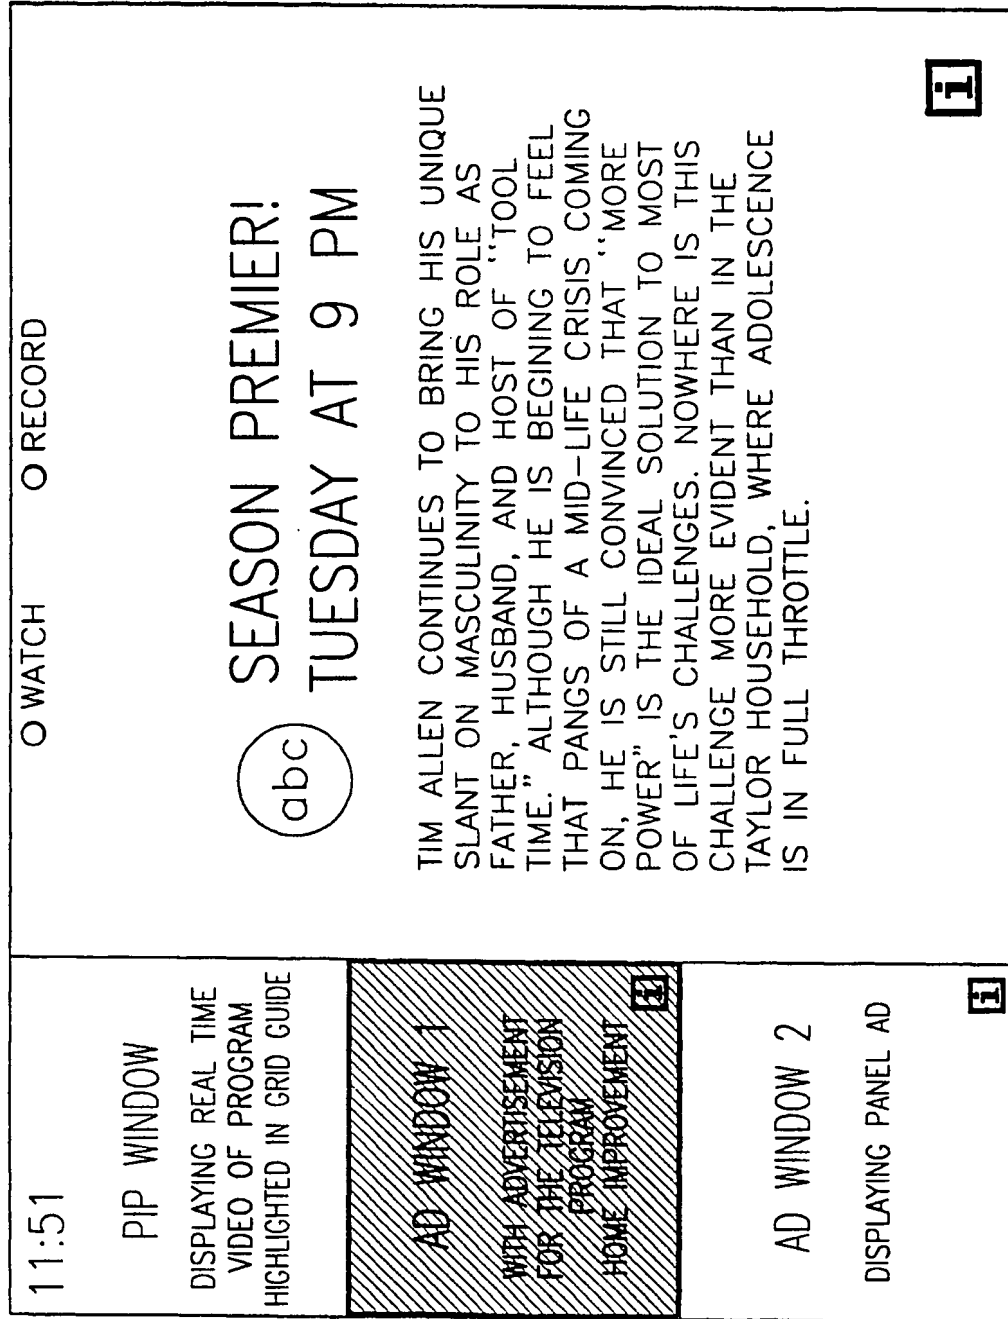 11:51
PIP WINDOW
DISPLAYING REAL TIME
VIDEO OF PROGRAM
HIGHLIGHTED IN GRID GUIDE
AD WINDOW 1
WITH ADVERTISEMENT
FOR THE TELEVISION
PROGRAM
HOME IMPROVEMENT
i
AD WINDOW 2
DISPLAYING PANEL AD
i
O WATCH O RECORD
abc
SEASON PREMIER!
TUESDAY AT 9 PM
TIM ALLEN CONTINUES TO BRING HIS UNIQUE
SLANT ON MASCULINITY TO HIS ROLE AS
FATHER, HUSBAND, AND HOST OF ``TOOL
TIME." ALTHOUGH HE IS BEGINING TO FEEL
THAT PANGS OF A MID-LIFE CRISIS COMING
ON, HE IS STILL CONVINCED THAT ``MORE
POWER" IS THE IDEAL SOLUTION TO MOST
OF LIFE'S CHALLENGES. NOWHERE IS THIS
CHALLENGE MORE EVIDENT THAN IN THE
TAYLOR HOUSEHOLD, WHERE ADOLESCENCE
IS IN FULL THROTTLE.
i